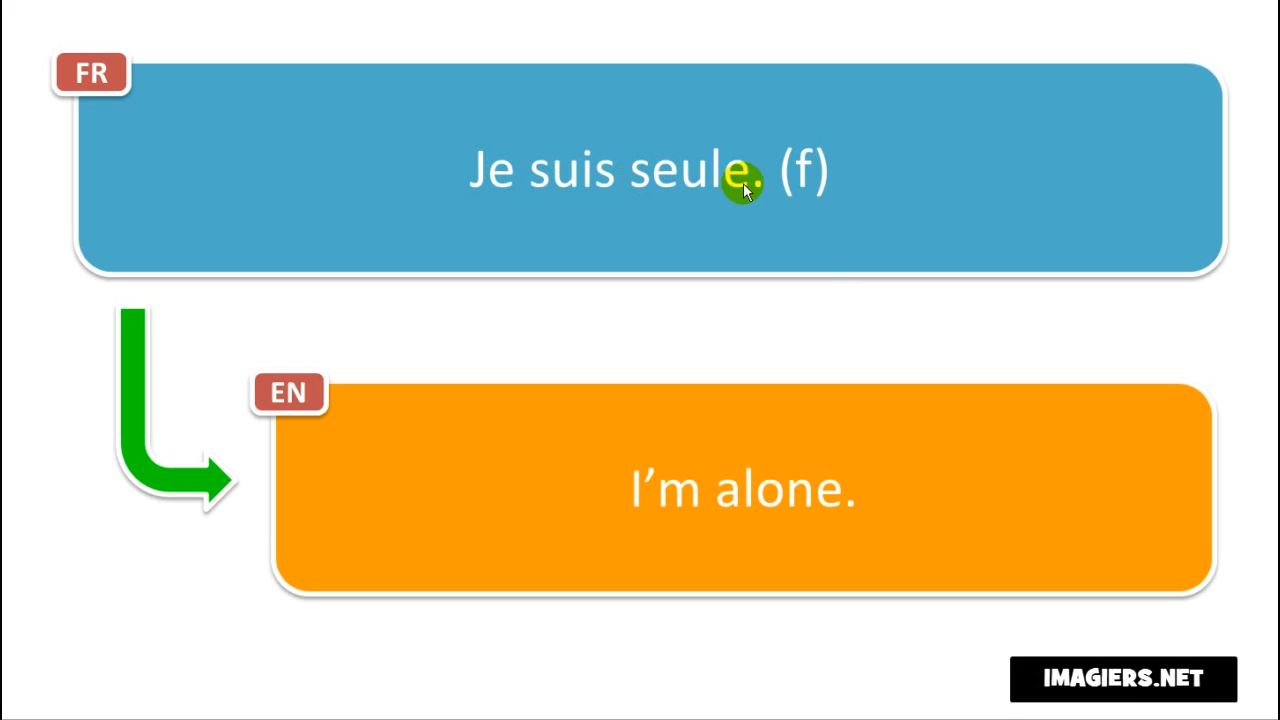 FR
Je suis seule. (f)
EN
I’m alone.
IMAGIERS.NET